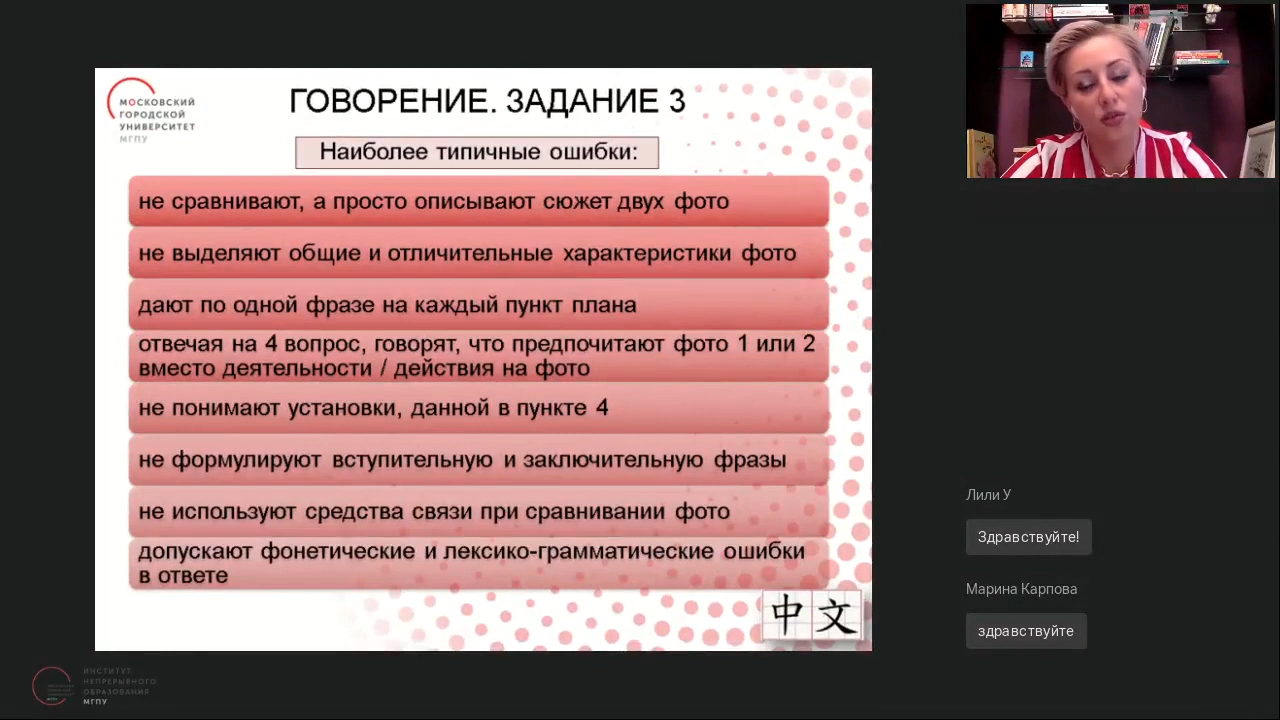 МОСКОВСКИЙ
ГОРОДСКОЙ
УНИВЕРСИТЕТ
МГПУ
ГОВОРЕНИЕ. ЗАДАНИЕ 3
Наиболее типичные ошибки:
не сравнивают, а просто описывают сюжет двух фото
не выделяют общие и отличительные характеристики фото
дают по одной фразе на каждый пункт плана
отвечая на 4 вопрос, говорят, что предпочитают фото 1 или 2
вместо деятельности / действия на фото
не понимают установки, данной в пункте 4
не формулируют вступительную и заключительную фразы
не используют средства связи при сравнивании фото
допускают фонетические и лексико-грамматические ошибки
в ответе
中文
Лили У
Здравствуйте!
Марина Карпова
здравствуйте
ИНСТИТУТ
НЕПРЕРЫВНОГО
ОБРАЗОВАНИЯ
МГПУ